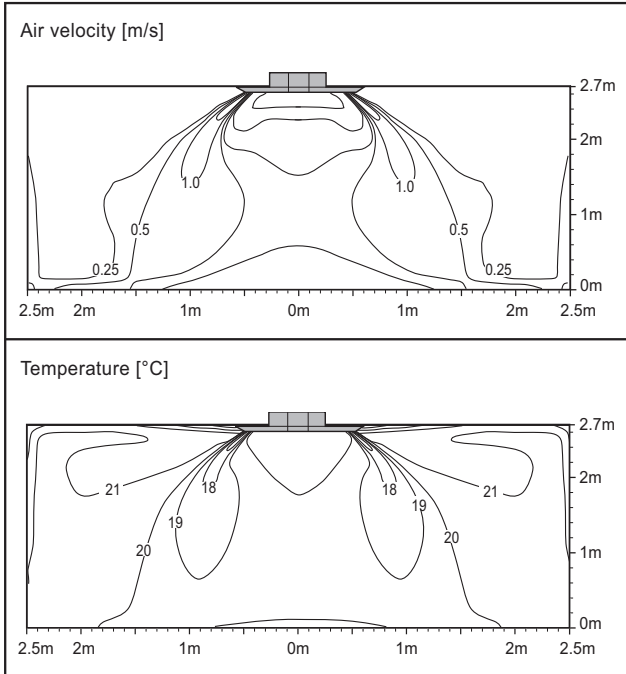 Air velocity [m/s]
2.7m
2m
1.0 1.0
1m
0.5 0.5
0.25 0.25
0m
2.5m 2m 1m 0m 1m 2m 2.5m
Temperature [°C]
2.7m
2m
21 18 18 21
19 19
20 20
1m
0m
2.5m 2m 1m 0m 1m 2m 2.5m